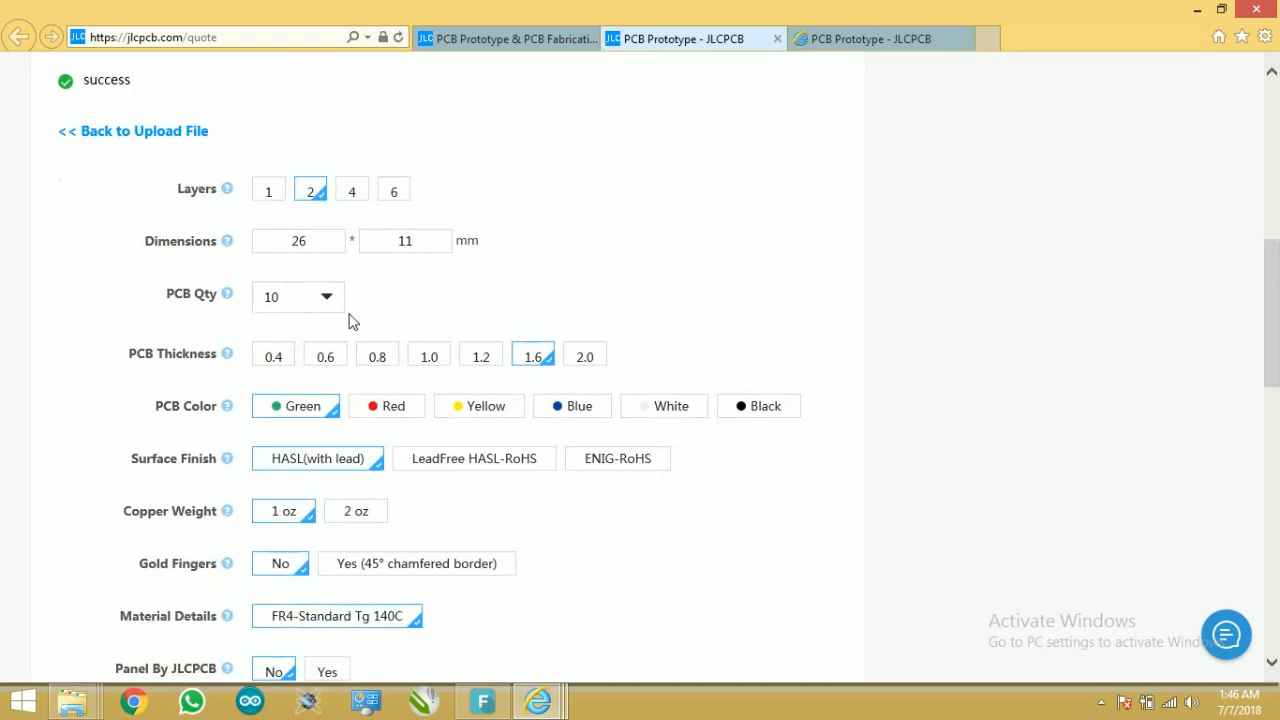 JLC https://jlcpcb.com/quote
JLC PCB Prototype & PCB Fabricati...
JLC PCB Prototype - JLCPCB
PCB Prototype - JLCPCB
success
<< Back to Upload File
Layers ? 1 2 4 6
Dimensions ? 26 * 11 mm
PCB Qty ? 10
PCB Thickness ? 0.4 0.6 0.8 1.0 1.2 1.6 2.0
PCB Color ? Green Red Yellow Blue White Black
Surface Finish ? HASL(with lead) LeadFree HASL-RoHS ENIG-RoHS
Copper Weight ? 1 oz 2 oz
Gold Fingers ? No Yes (45° chamfered border)
Material Details ? FR4-Standard Tg 140C
Activate Windows
Go to PC settings to activate Windows.
Panel By JLCPCB ? No Yes
F
1:46 AM
7/7/2018